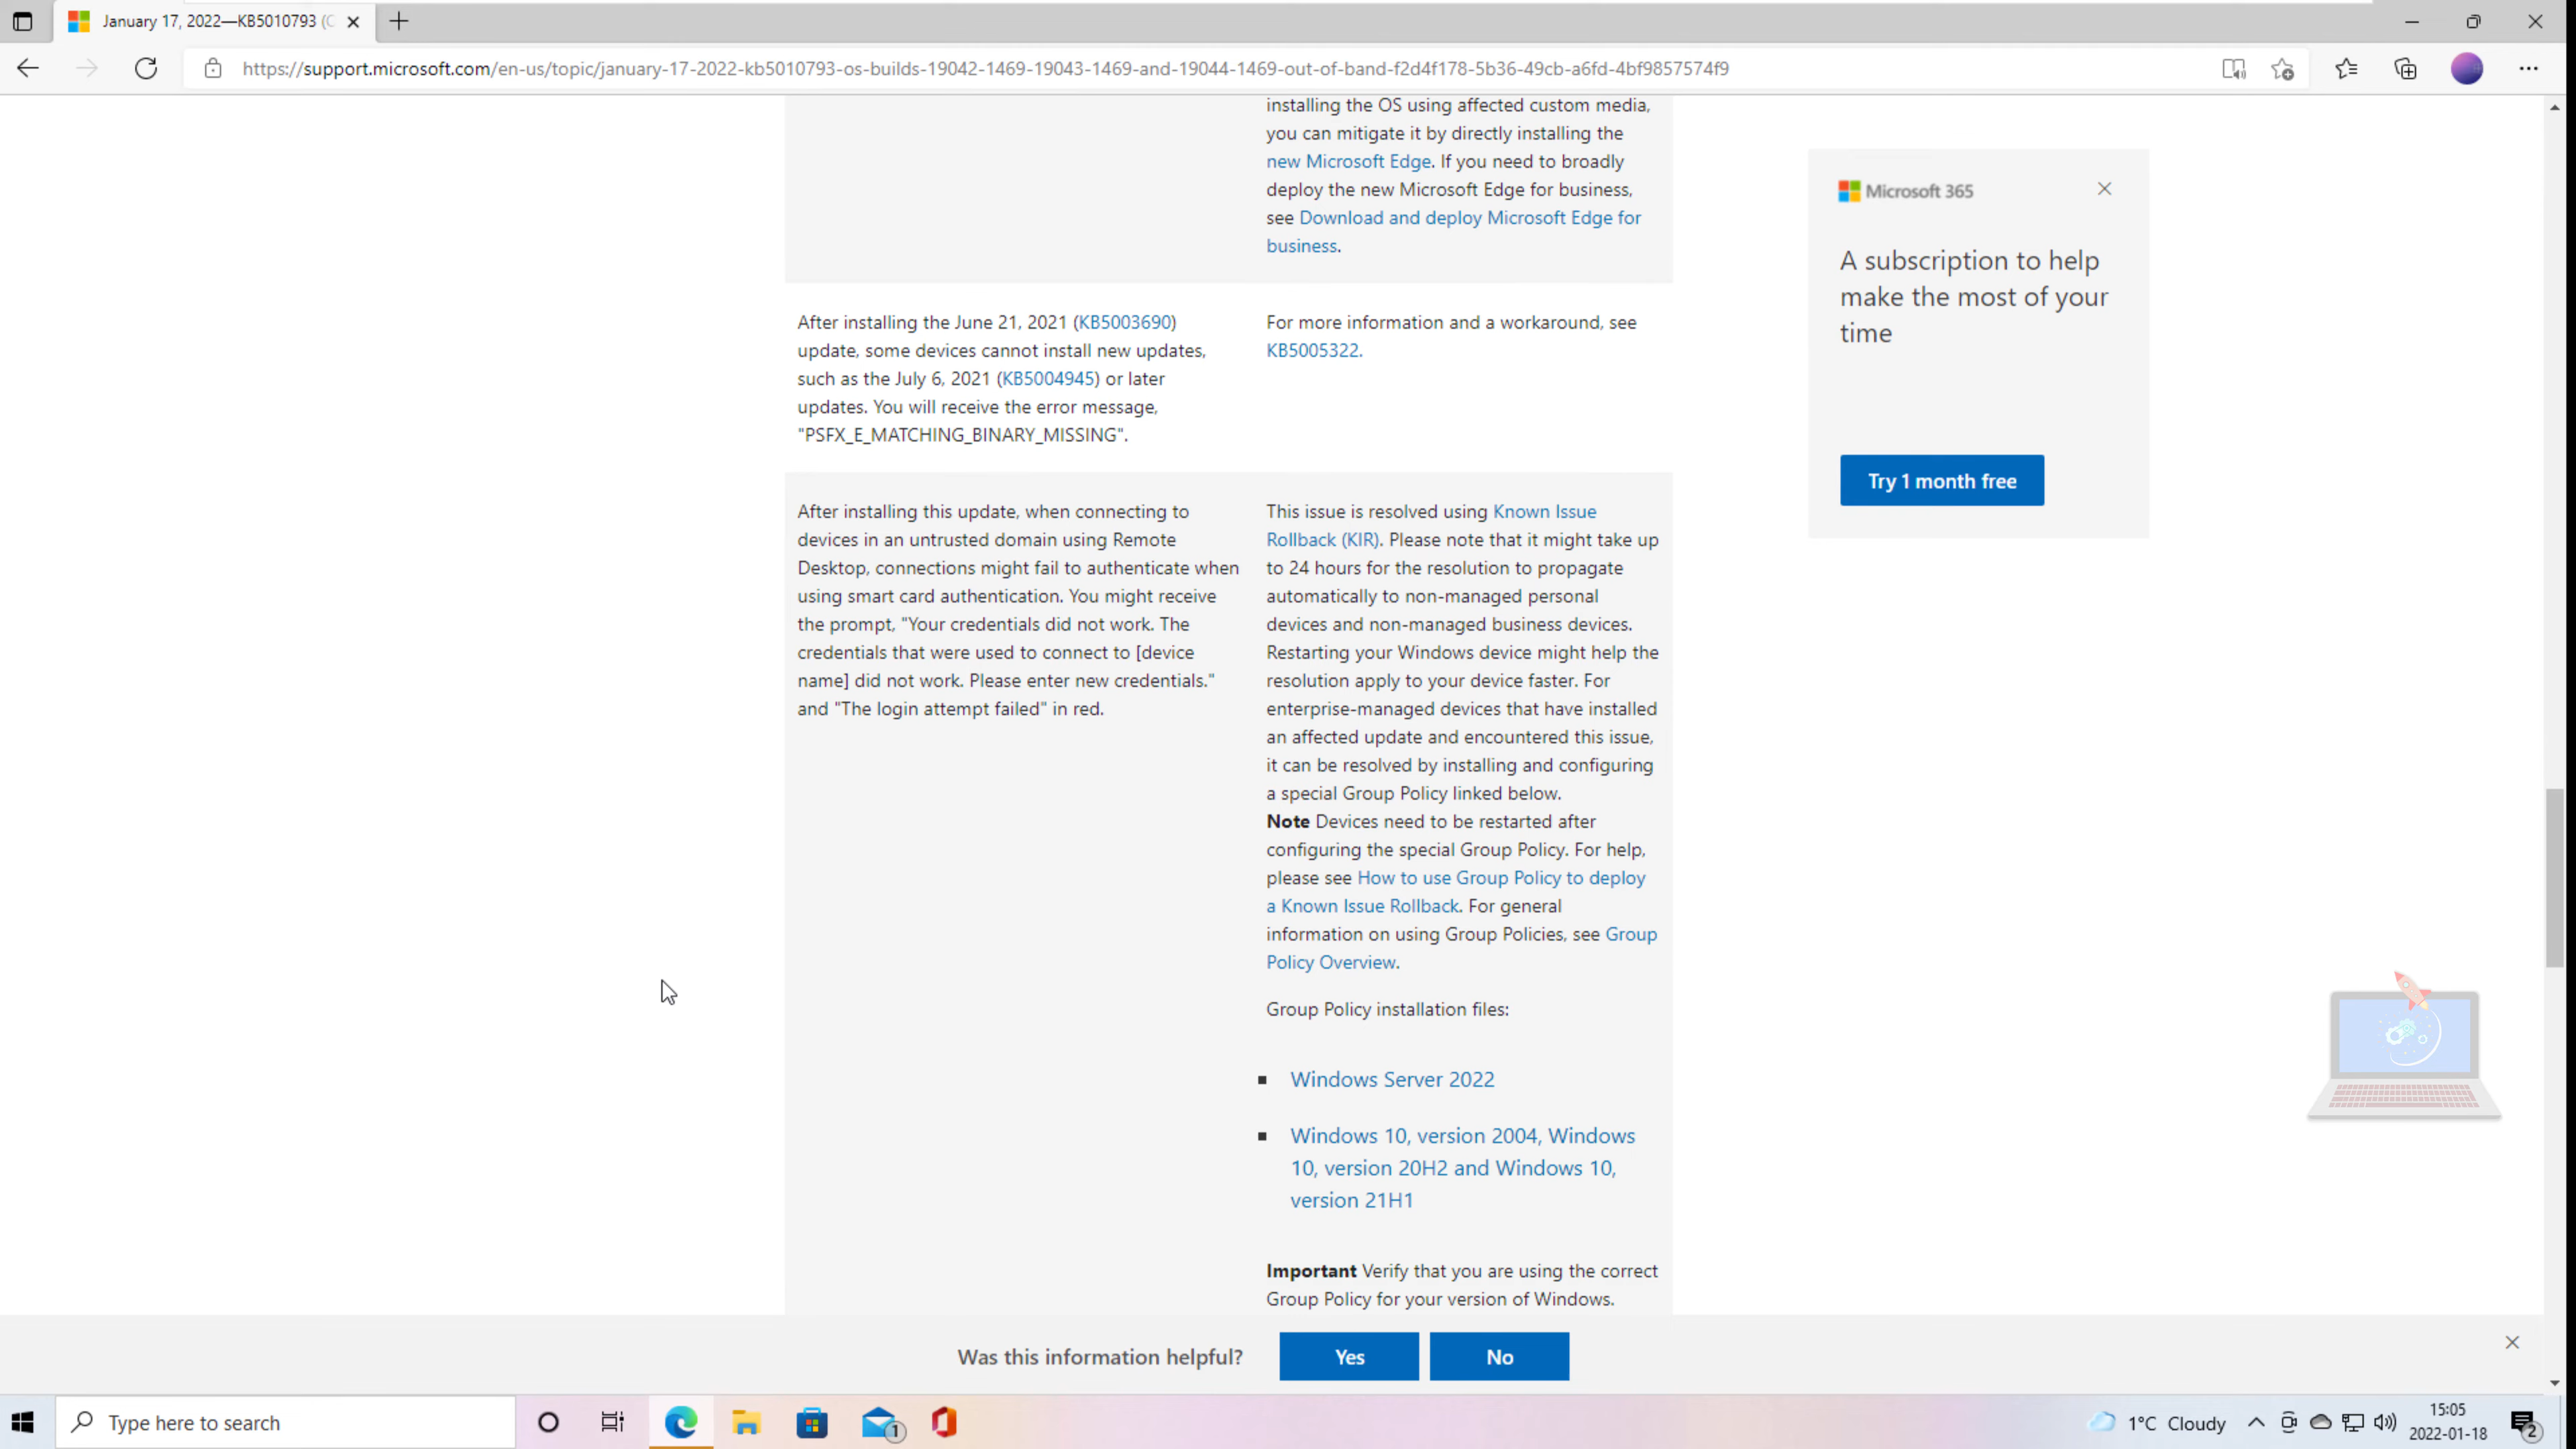 January 17, 2022—KB5010793 (O
https://support.microsoft.com/en-us/topic/january-17-2022-kb5010793-os-builds-19042-1469-19043-1469-and-19044-1469-out-of-band-f2d4f178-5b36-49cb-a6fd-4bf9857574f9
installing the OS using affected custom media,
you can mitigate it by directly installing the
new Microsoft Edge. If you need to broadly
deploy the new Microsoft Edge for business,
see Download and deploy Microsoft Edge for
business.
After installing the June 21, 2021 (KB5003690)
update, some devices cannot install new updates,
such as the July 6, 2021 (KB5004945) or later
updates. You will receive the error message,
"PSFX_E_MATCHING_BINARY_MISSING".
For more information and a workaround, see
KB5005322.
After installing this update, when connecting to
devices in an untrusted domain using Remote
Desktop, connections might fail to authenticate when
using smart card authentication. You might receive
the prompt, "Your credentials did not work. The
credentials that were used to connect to [device
name] did not work. Please enter new credentials."
and "The login attempt failed" in red.
This issue is resolved using Known Issue
Rollback (KIR). Please note that it might take up
to 24 hours for the resolution to propagate
automatically to non-managed personal
devices and non-managed business devices.
Restarting your Windows device might help the
resolution apply to your device faster. For
enterprise-managed devices that have installed
an affected update and encountered this issue,
it can be resolved by installing and configuring
a special Group Policy linked below.
Note Devices need to be restarted after
configuring the special Group Policy. For help,
please see How to use Group Policy to deploy
a Known Issue Rollback. For general
information on using Group Policies, see Group
Policy Overview.
Group Policy installation files:
Windows Server 2022
Windows 10, version 2004, Windows
10, version 20H2 and Windows 10,
version 21H1
Important Verify that you are using the correct
Group Policy for your version of Windows.
Microsoft 365
A subscription to help
make the most of your
time
Try 1 month free
Was this information helpful?
Yes
No
Type here to search
1
1°C Cloudy
15:05
2022-01-18
2